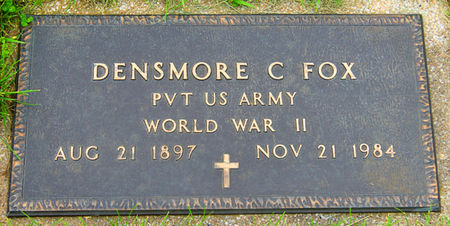 DENSMORE C FOX
PVT US ARMY
WORLD WAR II
AUG 21 1897 NOV 21 1984